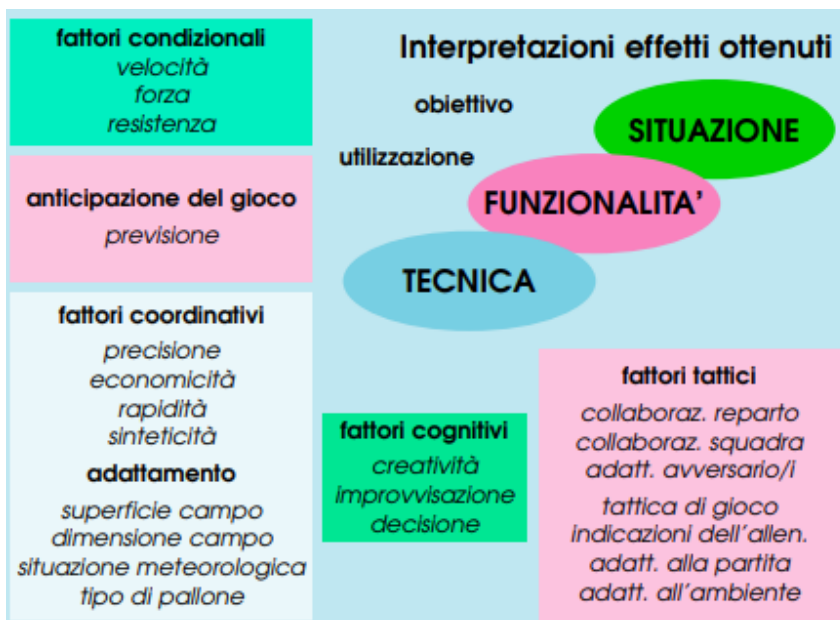 fattori condizionali
velocità
forza
resistenza
anticipazione del gioco
previsione
fattori coordinativi
precisione
economicità
rapidità
sinteticità
adattamento
superficie campo
dimensione campo
situazione meteorologica
tipo di pallone
Interpretazioni effetti ottenuti
obiettivo
SITUAZIONE
utilizzazione
FUNZIONALITA'
TECNICA
fattori cognitivi
creatività
improvvisazione
decisione
fattori tattici
collaboraz. reparto
collaboraz. squadra
adatt. avversario/i
tattica di gioco
indicazioni dell'allen.
adatt. alla partita
adatt. all'ambiente